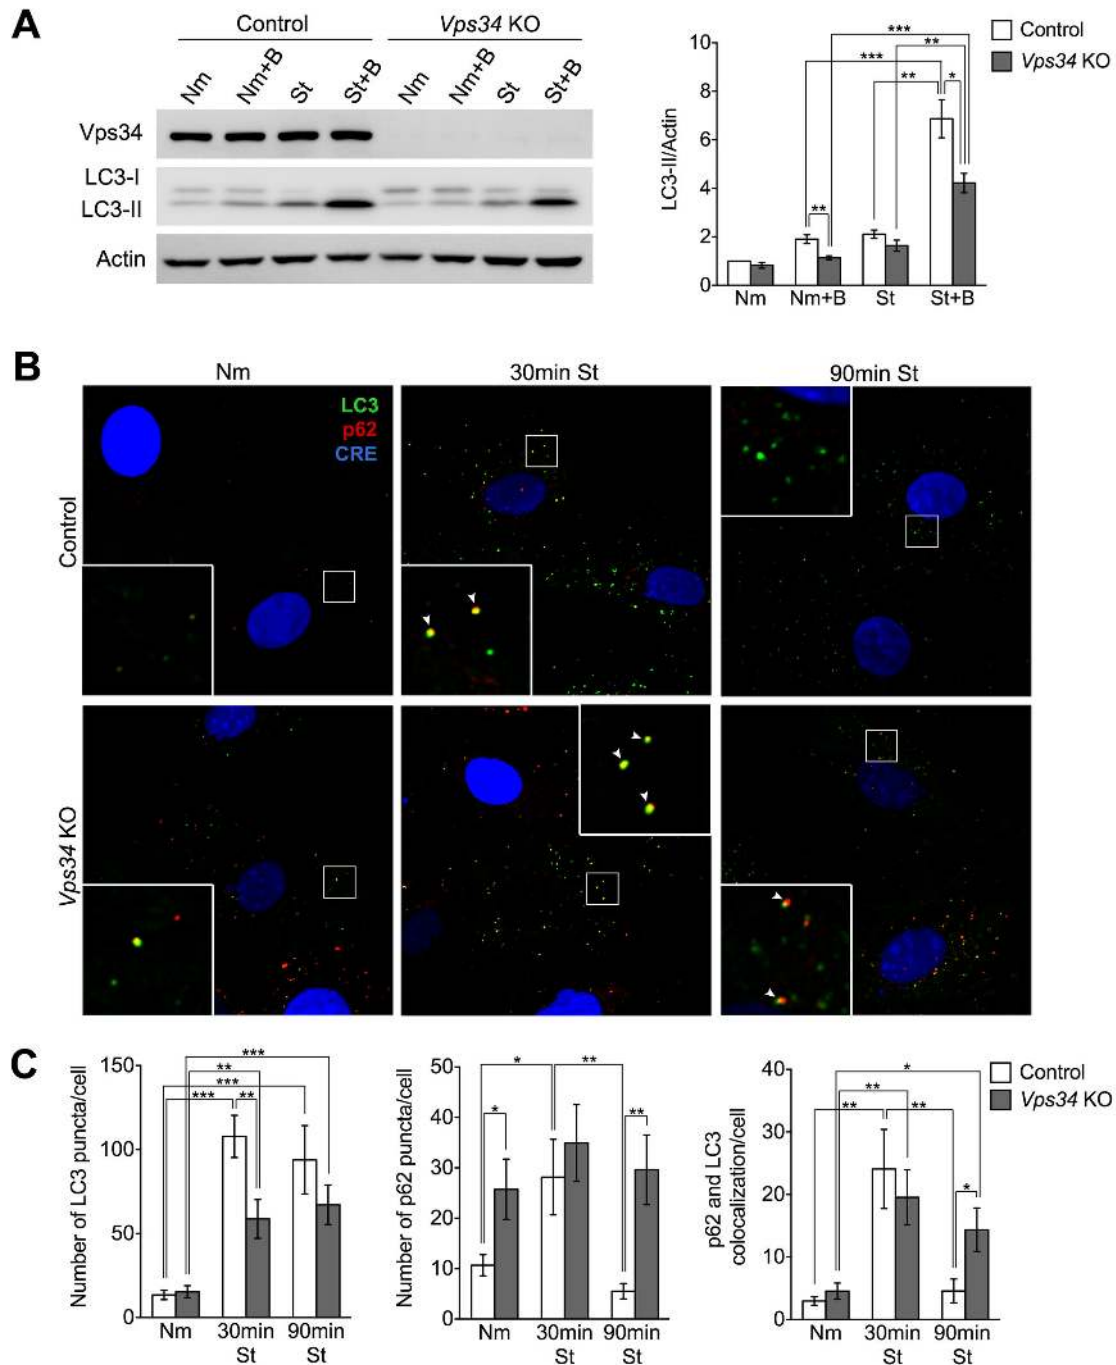 A
Control
Vps34 KO
Nm
Nm+B
St
St+B
Nm
Nm+B
St
St+B
Vps34
LC3-I
LC3-II
Actin
Control
Vps34 KO
LC3-II/Actin
10
8
6
4
2
0
***
**
***
**
*
**
Nm
Nm+B
St
St+B
B
Nm
30min St
90min St
LC3
p62
CRE
Control
Vps34 KO
C
Number of LC3 puncta/cell
150
100
50
0
***
**
***
***
**
Nm
30min St
90min St
Number of p62 puncta/cell
50
40
30
20
10
0
*
**
*
**
Nm
30min St
90min St
p62 and LC3
colocalization/cell
40
30
20
10
0
*
**
**
**
*
Nm
30min St
90min St
Control
Vps34 KO